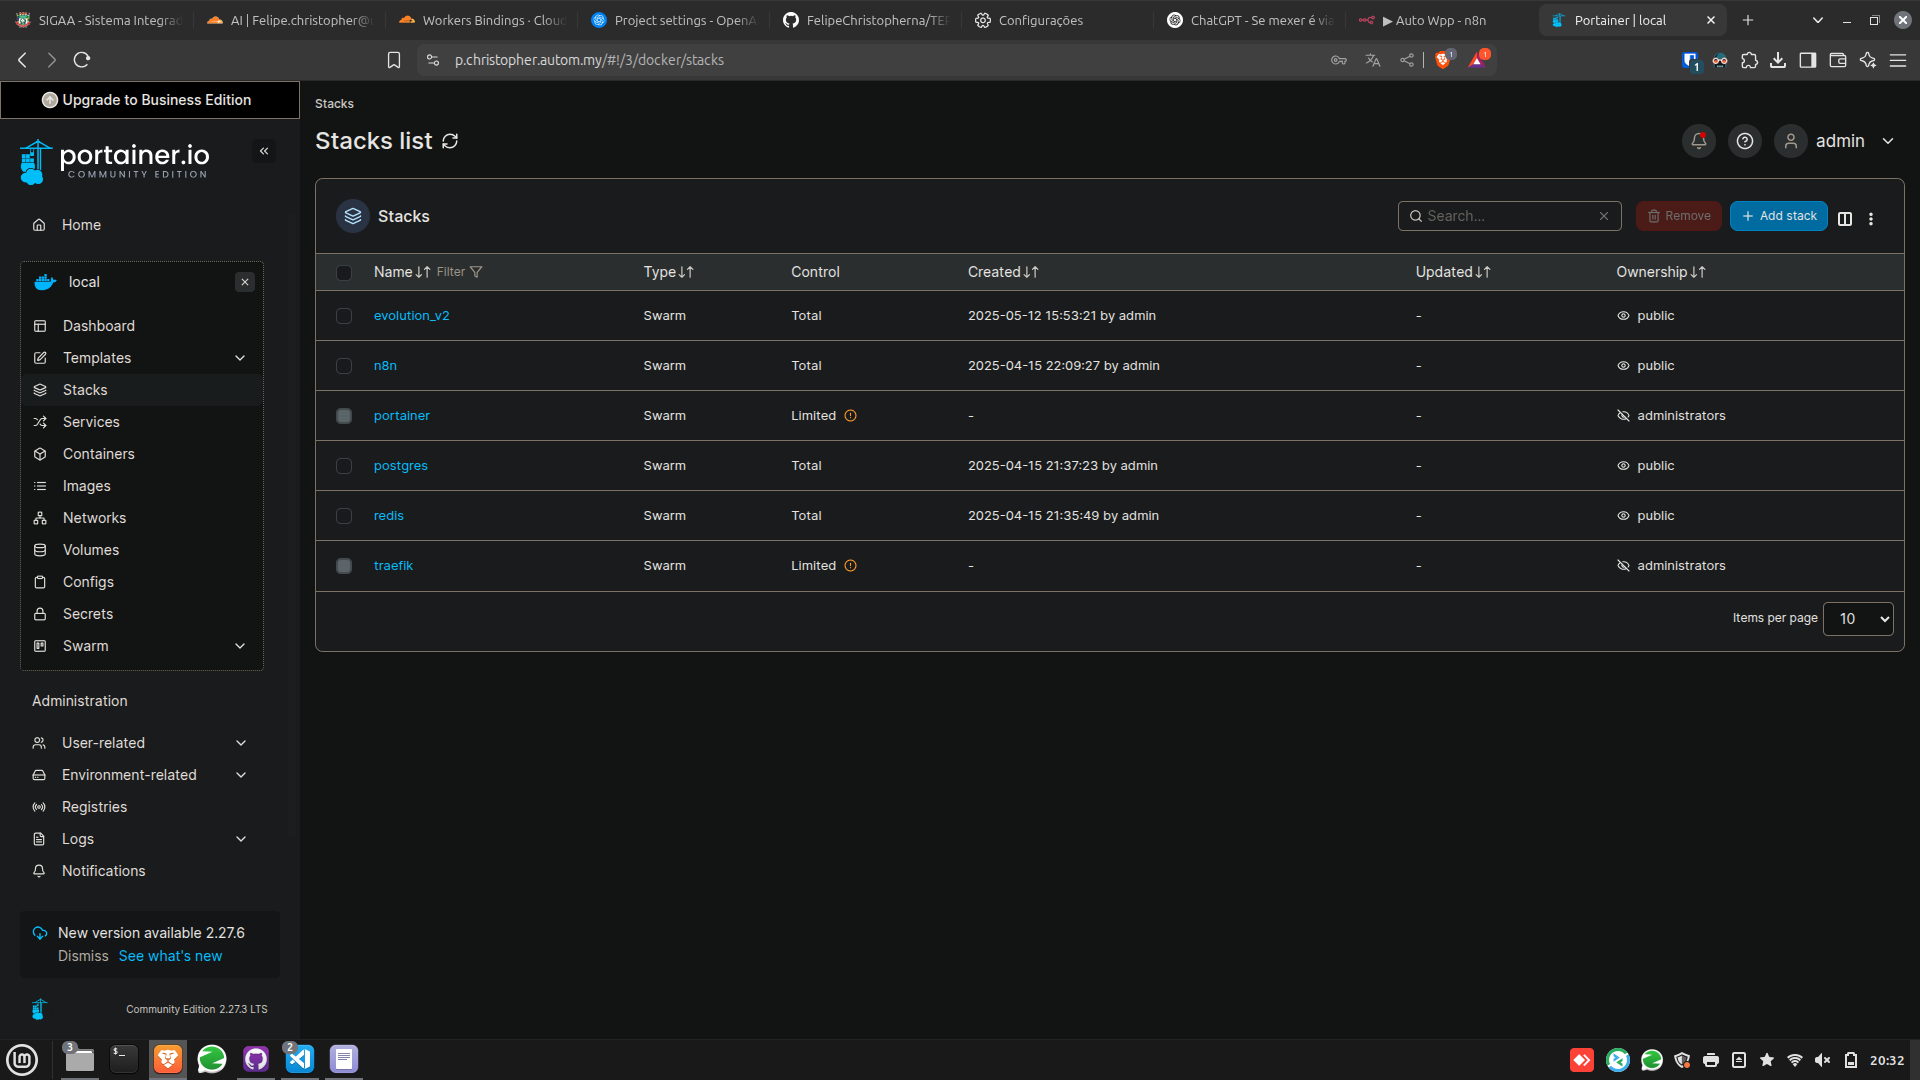 SIGAA - Sistema Integrad
AI | Felipe.christopher@
Workers Bindings · Clou
Project settings - OpenA
FelipeChristopherna/TE
Configurações
ChatGPT - Se mexer é via
▶ Auto Wpp - n8n
Portainer | local
p.christopher.autom.my/#!/3/docker/stacks
1
1
1
Upgrade to Business Edition
portainer.io
COMMUNITY EDITION
Home
local
Dashboard
Templates
Stacks
Services
Containers
Images
Networks
Volumes
Configs
Secrets
Swarm
Administration
User-related
Environment-related
Registries
Logs
Notifications
New version available 2.27.6
Dismiss See what's new
Community Edition 2.27.3 LTS
Stacks
Stacks list
admin
Stacks
Search...
Remove
+ Add stack
Name Filter Type Control Created Updated Ownership
evolution_v2 Swarm Total 2025-05-12 15:53:21 by admin - public
n8n Swarm Total 2025-04-15 22:09:27 by admin - public
portainer Swarm Limited - - administrators
postgres Swarm Total 2025-04-15 21:37:23 by admin - public
redis Swarm Total 2025-04-15 21:35:49 by admin - public
traefik Swarm Limited - - administrators
Items per page 10
3
2
20:32